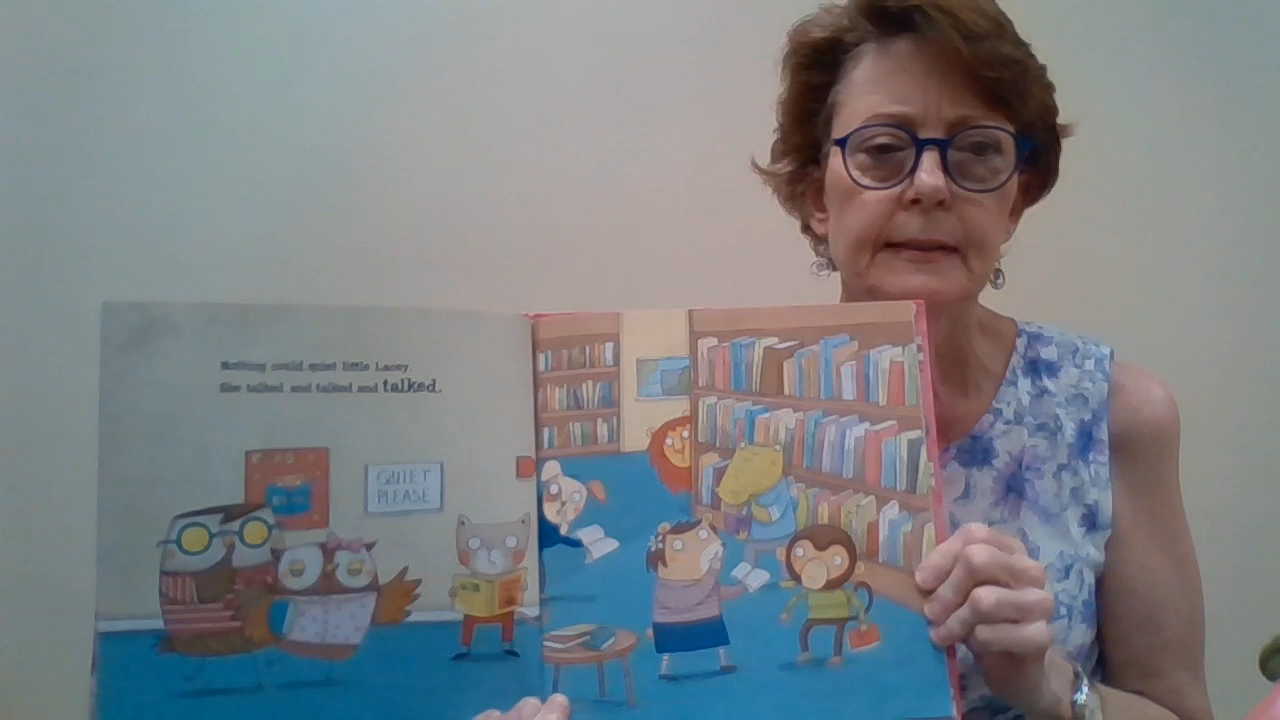 Nothing could quiet little Lacey.
She talked and talked and talked.
QUIET
PLEASE